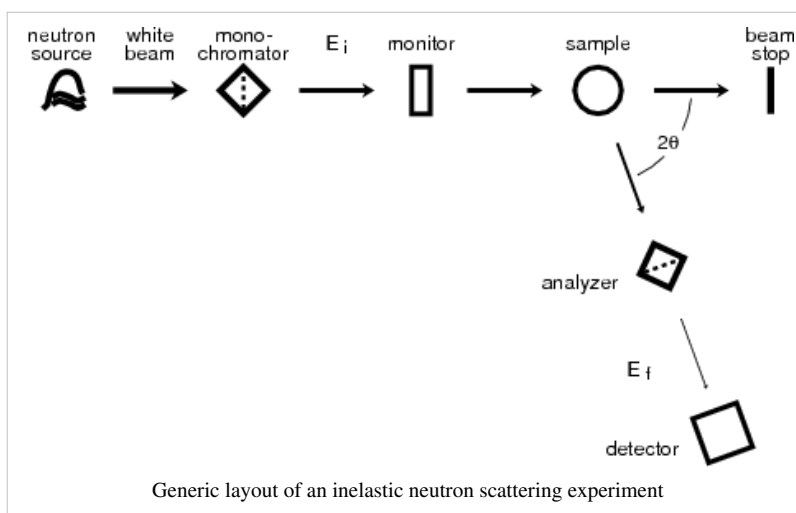 neutron
source
white
beam
mono-
chromator
E i
monitor
sample
beam
stop
2θ
analyzer
E f
detector
Generic layout of an inelastic neutron scattering experiment